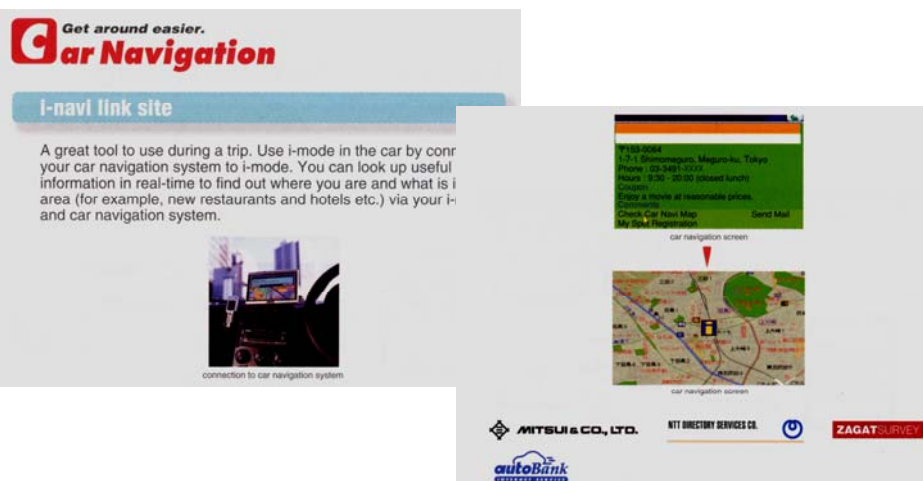 Get around easier.
Car Navigation
i-navi link site
A great tool to use during a trip. Use i-mode in the car by conn
your car navigation system to i-mode. You can look up useful
information in real-time to find out where you are and what is i
area (for example, new restaurants and hotels etc.) via your i-
and car navigation system.
connection to car navigation system
〒153-0064
1-7-1 Shimomeguro, Meguro-ku, Tokyo
Phone : 03-3491-XXXX
Hours : 9:30 - 20:00 (closed lunch)
Coupon
Enjoy a movie at reasonable prices.
Comments
Check Car Navi Map Send Mail
My Spot Registration
car navigation screen
car navigation screen
MITSUI & CO., LTD.
NTT DIRECTORY SERVICES CO.
ZAGATSURVEY
autoBank
INTERNET SERVICE